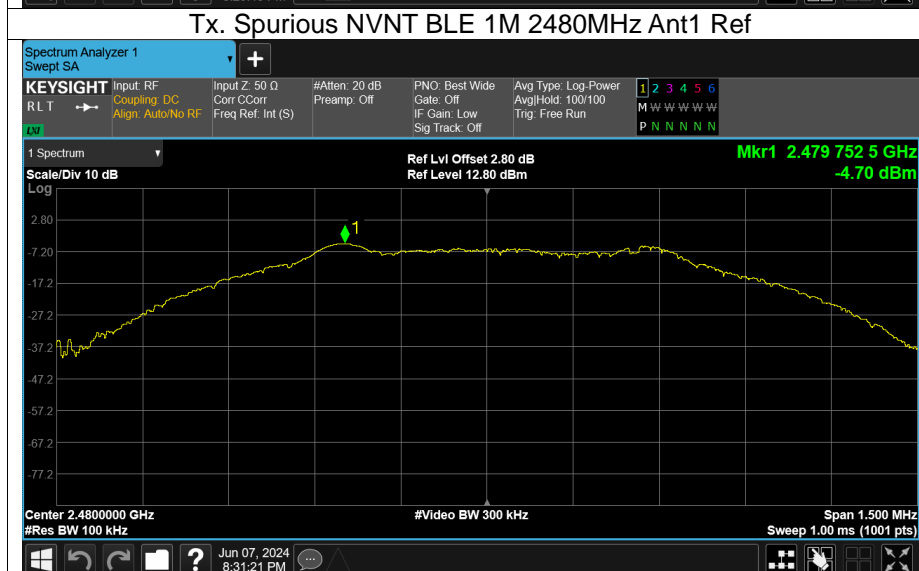 Tx. Spurious NVNT BLE 1M 2480MHz Ant1 Ref
Spectrum Analyzer 1
Swept SA
+
KEYSIGHT
RLT
LXI
Input: RF
Coupling: DC
Align: Auto/No RF
Input Z: 50 Ω
Corr CCorr
Freq Ref: Int (S)
#Atten: 20 dB
Preamp: Off
PNO: Best Wide
Gate: Off
IF Gain: Low
Sig Track: Off
Avg Type: Log-Power
Avg|Hold: 100/100
Trig: Free Run
1 2 3 4 5 6
M W W W W W
P N N N N N
1 Spectrum
Scale/Div 10 dB
Ref Lvl Offset 2.80 dB
Ref Level 12.80 dBm
Mkr1 2.479 752 5 GHz
-4.70 dBm
Log
1
2.80
-7.20
-17.2
-27.2
-37.2
-47.2
-57.2
-67.2
-77.2
Center 2.4800000 GHz
#Res BW 100 kHz
#Video BW 300 kHz
Span 1.500 MHz
Sweep 1.00 ms (1001 pts)
?
Jun 07, 2024
8:31:21 PM